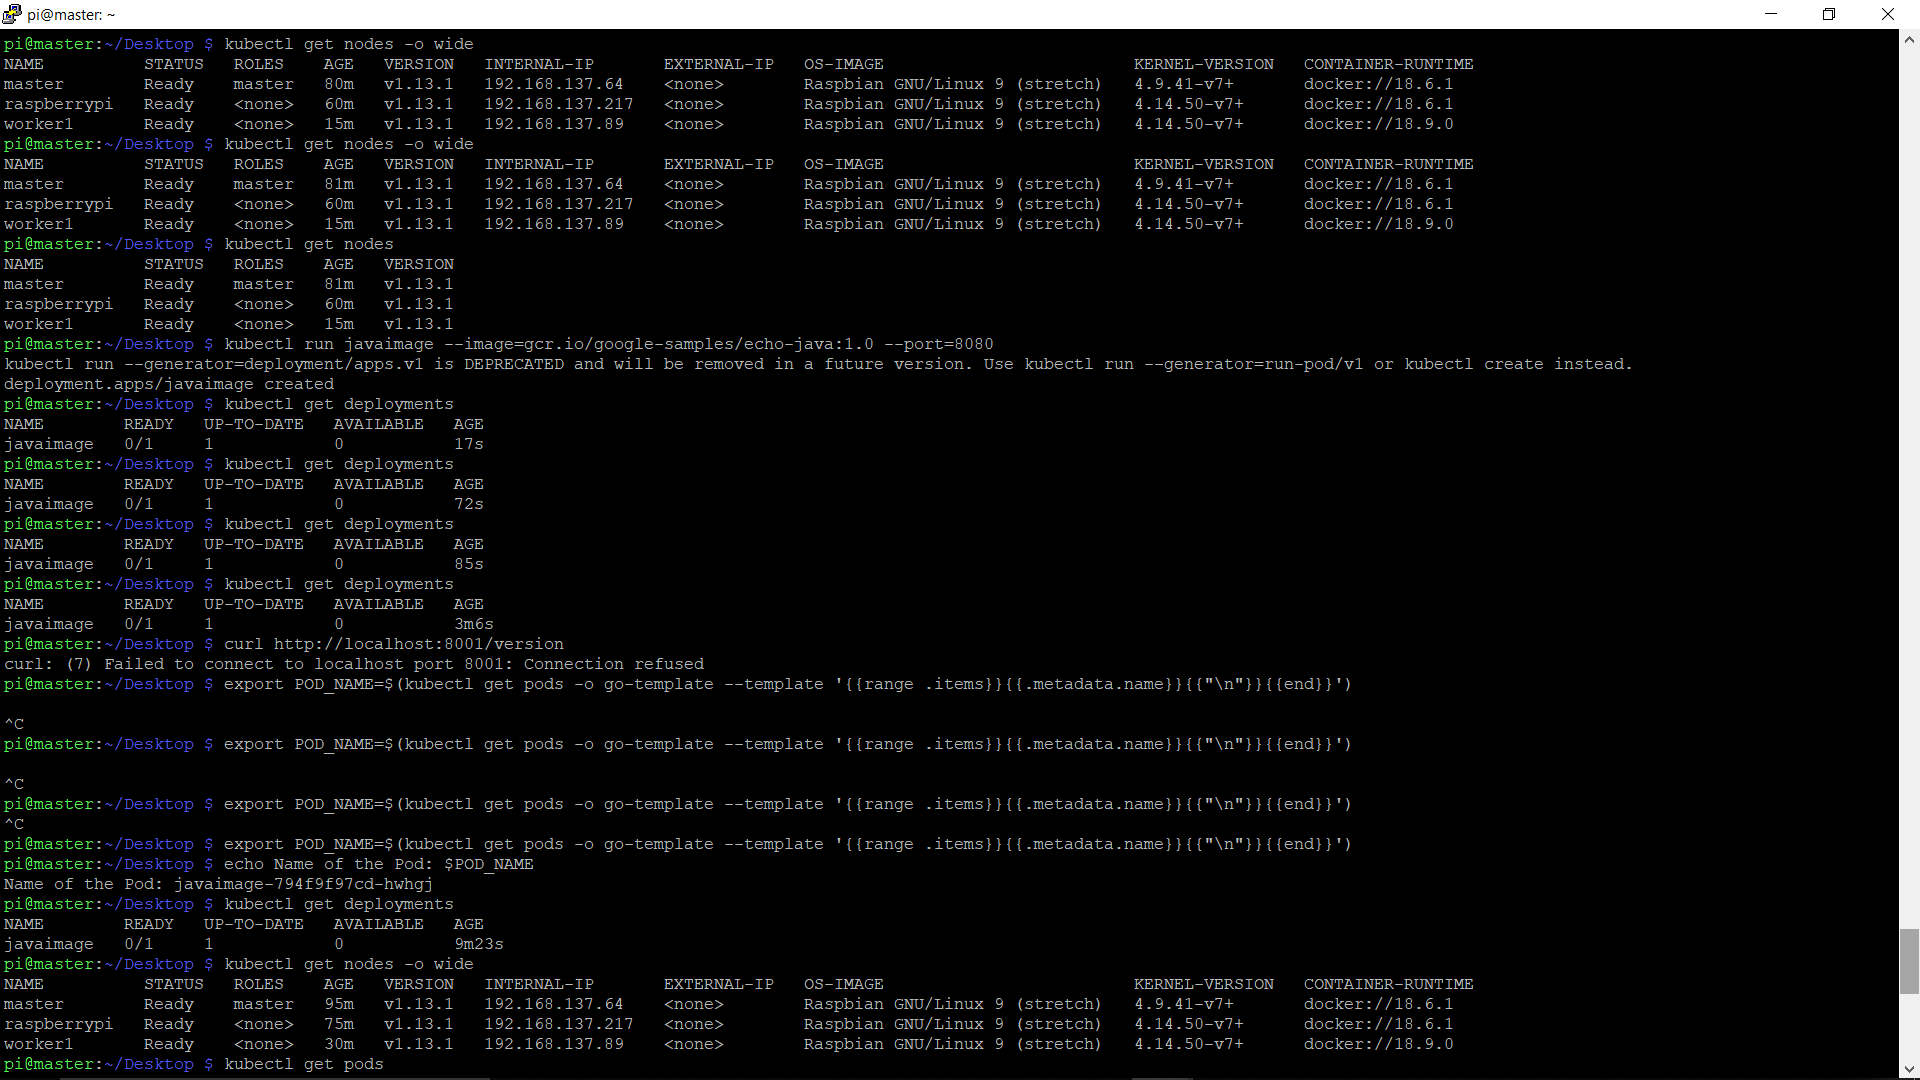 pi@master: ~
pi@master:~/Desktop $ kubectl get nodes -o wide
NAME          STATUS   ROLES    AGE   VERSION   INTERNAL-IP       EXTERNAL-IP   OS-IMAGE                         KERNEL-VERSION   CONTAINER-RUNTIME
master        Ready    master   80m   v1.13.1   192.168.137.64    <none>        Raspbian GNU/Linux 9 (stretch)   4.9.41-v7+       docker://18.6.1
raspberrypi   Ready    <none>   60m   v1.13.1   192.168.137.217   <none>        Raspbian GNU/Linux 9 (stretch)   4.14.50-v7+      docker://18.6.1
worker1       Ready    <none>   15m   v1.13.1   192.168.137.89    <none>        Raspbian GNU/Linux 9 (stretch)   4.14.50-v7+      docker://18.9.0
pi@master:~/Desktop $ kubectl get nodes -o wide
NAME          STATUS   ROLES    AGE   VERSION   INTERNAL-IP       EXTERNAL-IP   OS-IMAGE                         KERNEL-VERSION   CONTAINER-RUNTIME
master        Ready    master   81m   v1.13.1   192.168.137.64    <none>        Raspbian GNU/Linux 9 (stretch)   4.9.41-v7+       docker://18.6.1
raspberrypi   Ready    <none>   60m   v1.13.1   192.168.137.217   <none>        Raspbian GNU/Linux 9 (stretch)   4.14.50-v7+      docker://18.6.1
worker1       Ready    <none>   15m   v1.13.1   192.168.137.89    <none>        Raspbian GNU/Linux 9 (stretch)   4.14.50-v7+      docker://18.9.0
pi@master:~/Desktop $ kubectl get nodes
NAME          STATUS   ROLES    AGE   VERSION
master        Ready    master   81m   v1.13.1
raspberrypi   Ready    <none>   60m   v1.13.1
worker1       Ready    <none>   15m   v1.13.1
pi@master:~/Desktop $ kubectl run javaimage --image=gcr.io/google-samples/echo-java:1.0 --port=8080
kubectl run --generator=deployment/apps.v1 is DEPRECATED and will be removed in a future version. Use kubectl run --generator=run-pod/v1 or kubectl create instead.
deployment.apps/javaimage created
pi@master:~/Desktop $ kubectl get deployments
NAME        READY   UP-TO-DATE   AVAILABLE   AGE
javaimage   0/1     1            0           17s
pi@master:~/Desktop $ kubectl get deployments
NAME        READY   UP-TO-DATE   AVAILABLE   AGE
javaimage   0/1     1            0           72s
pi@master:~/Desktop $ kubectl get deployments
NAME        READY   UP-TO-DATE   AVAILABLE   AGE
javaimage   0/1     1            0           85s
pi@master:~/Desktop $ kubectl get deployments
NAME        READY   UP-TO-DATE   AVAILABLE   AGE
javaimage   0/1     1            0           3m6s
pi@master:~/Desktop $ curl http://localhost:8001/version
curl: (7) Failed to connect to localhost port 8001: Connection refused
pi@master:~/Desktop $ export POD_NAME=$(kubectl get pods -o go-template --template '{{range .items}}{{.metadata.name}}{{"\n"}}{{end}}')
^C
pi@master:~/Desktop $ export POD_NAME=$(kubectl get pods -o go-template --template '{{range .items}}{{.metadata.name}}{{"\n"}}{{end}}')
^C
pi@master:~/Desktop $ export POD_NAME=$(kubectl get pods -o go-template --template '{{range .items}}{{.metadata.name}}{{"\n"}}{{end}}')
^C
pi@master:~/Desktop $ export POD_NAME=$(kubectl get pods -o go-template --template '{{range .items}}{{.metadata.name}}{{"\n"}}{{end}}')
pi@master:~/Desktop $ echo Name of the Pod: $POD_NAME
Name of the Pod: javaimage-794f9f97cd-hwhgj
pi@master:~/Desktop $ kubectl get deployments
NAME        READY   UP-TO-DATE   AVAILABLE   AGE
javaimage   0/1     1            0           9m23s
pi@master:~/Desktop $ kubectl get nodes -o wide
NAME          STATUS   ROLES    AGE   VERSION   INTERNAL-IP       EXTERNAL-IP   OS-IMAGE                         KERNEL-VERSION   CONTAINER-RUNTIME
master        Ready    master   95m   v1.13.1   192.168.137.64    <none>        Raspbian GNU/Linux 9 (stretch)   4.9.41-v7+       docker://18.6.1
raspberrypi   Ready    <none>   75m   v1.13.1   192.168.137.217   <none>        Raspbian GNU/Linux 9 (stretch)   4.14.50-v7+      docker://18.6.1
worker1       Ready    <none>   30m   v1.13.1   192.168.137.89    <none>        Raspbian GNU/Linux 9 (stretch)   4.14.50-v7+      docker://18.9.0
pi@master:~/Desktop $ kubectl get pods